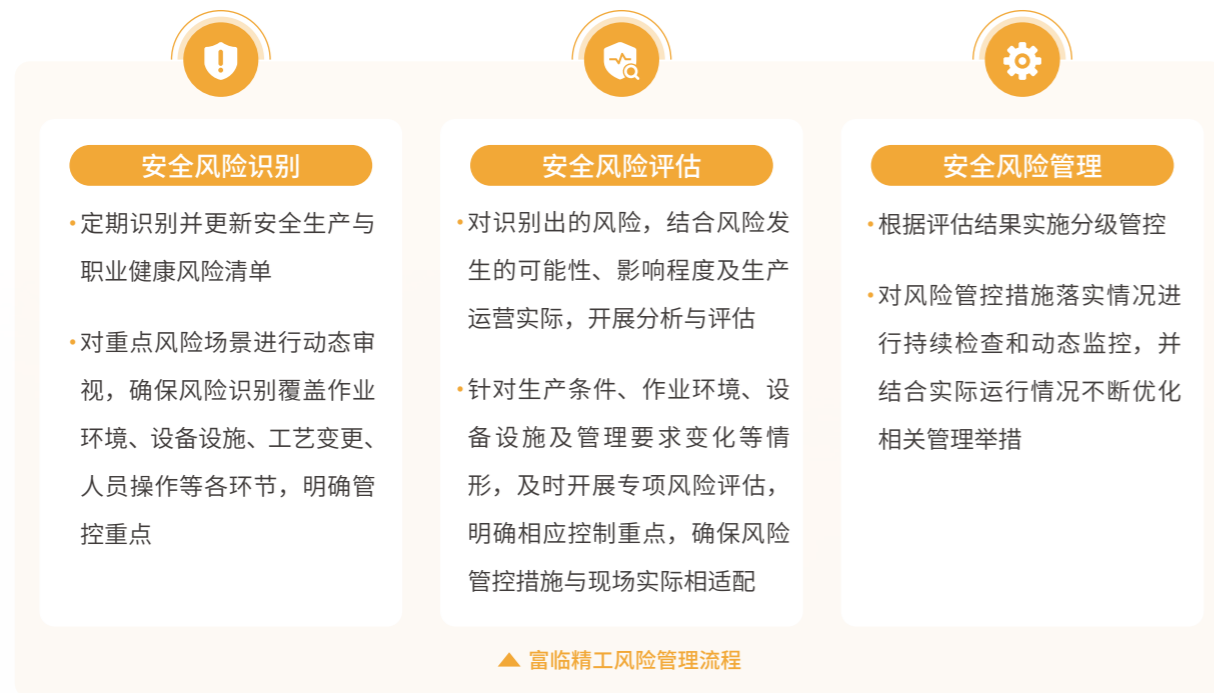 安全风险识别
•定期识别并更新安全生产与
职业健康风险清单
•对重点风险场景进行动态审
视，确保风险识别覆盖作业
环境、设备设施、工艺变更、
人员操作等各环节，明确管
控重点
安全风险评估
•对识别出的风险，结合风险发
生的可能性、影响程度及生产
运营实际，开展分析与评估
•针对生产条件、作业环境、设
备设施及管理要求变化等情
形，及时开展专项风险评估，
明确相应控制重点，确保风险
管控措施与现场实际相适配
安全风险管理
•根据评估结果实施分级管控
•对风险管控措施落实情况进
行持续检查和动态监控，并
结合实际运行情况不断优化
相关管理举措
▲ 富临精工风险管理流程